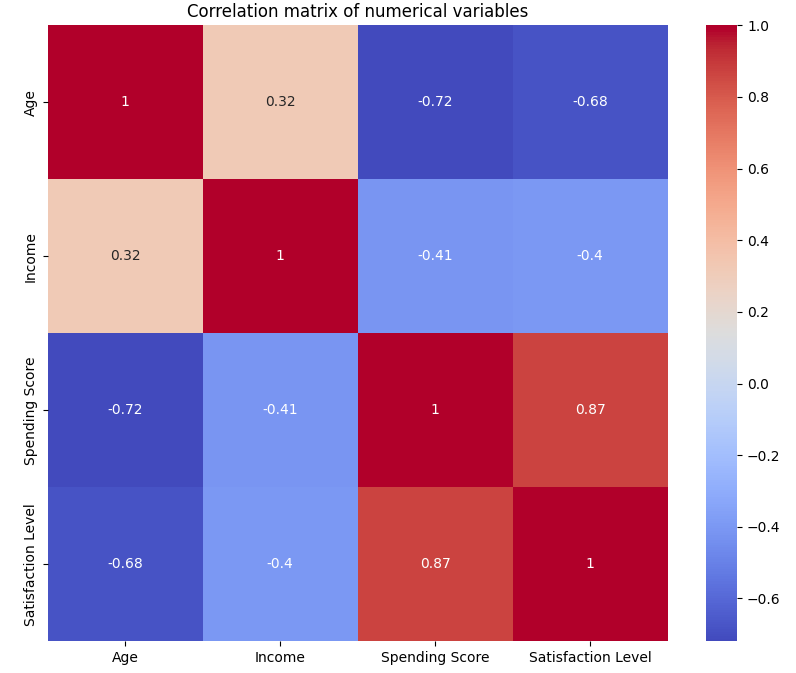 Correlation matrix of numerical variables
Age
1
0.32
-0.72
-0.68
Income
0.32
1
-0.41
-0.4
Spending Score
-0.72
-0.41
1
0.87
Satisfaction Level
-0.68
-0.4
0.87
1
Age
Income
Spending Score
Satisfaction Level
1.0
0.8
0.6
0.4
0.2
0.0
−0.2
−0.4
−0.6